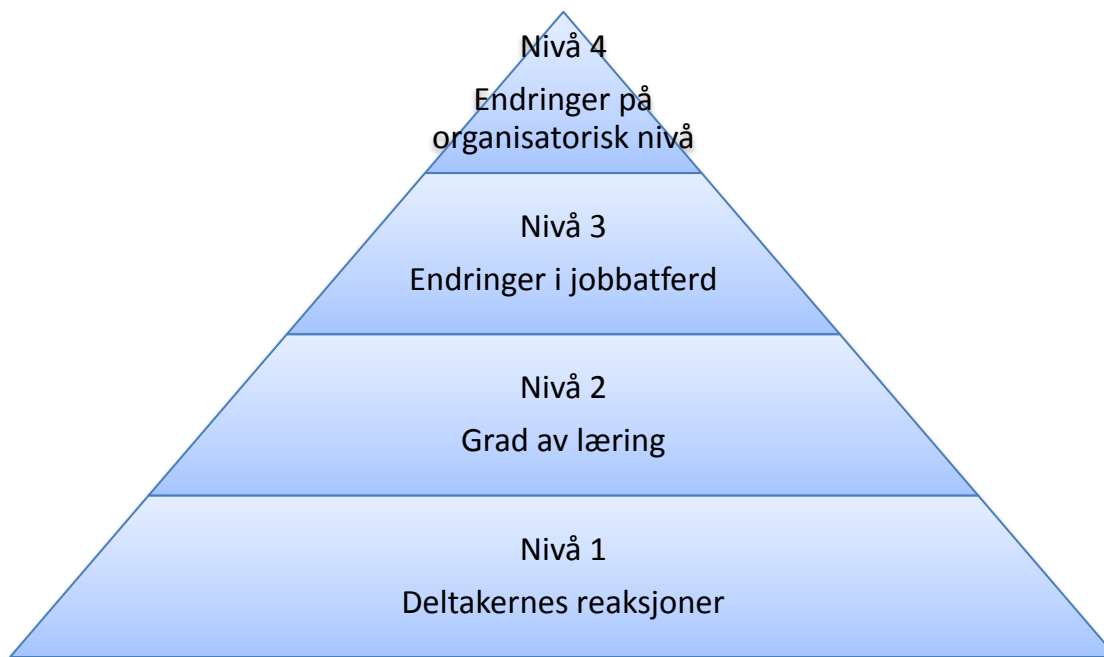 Nivå 4
Endringer på
organisatorisk nivå
Nivå 3
Endringer i jobbatferd
Nivå 2
Grad av læring
Nivå 1
Deltakernes reaksjoner